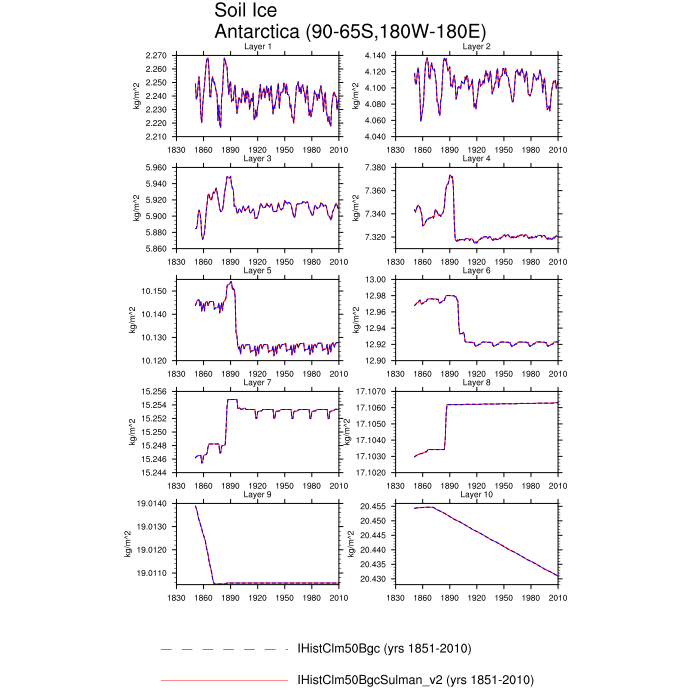 Soil Ice
Antarctica (90-65S,180W-180E)
Layer 1
Layer 2
2.270
2.260
2.250
2.240
2.230
2.220
2.210
kg/m^2
1830 1860 1890 1920 1950 1980 2010
4.140
4.120
4.100
4.080
4.060
4.040
kg/m^2
1830 1860 1890 1920 1950 1980 2010
Layer 3
Layer 4
5.960
5.940
5.920
5.900
5.880
5.860
kg/m^2
1830 1860 1890 1920 1950 1980 2010
7.380
7.360
7.340
7.320
kg/m^2
1830 1860 1890 1920 1950 1980 2010
Layer 5
Layer 6
10.150
10.140
10.130
10.120
kg/m^2
1830 1860 1890 1920 1950 1980 2010
13.00
12.98
12.96
12.94
12.92
12.90
kg/m^2
1830 1860 1890 1920 1950 1980 2010
Layer 7
Layer 8
15.256
15.254
15.252
15.250
15.248
15.246
15.244
kg/m^2
1830 1860 1890 1920 1950 1980 2010
17.1070
17.1060
17.1050
17.1040
17.1030
17.1020
kg/m^2
1830 1860 1890 1920 1950 1980 2010
Layer 9
Layer 10
19.0140
19.0130
19.0120
19.0110
kg/m^2
1830 1860 1890 1920 1950 1980 2010
20.455
20.450
20.445
20.440
20.435
20.430
kg/m^2
1830 1860 1890 1920 1950 1980 2010
IHistClm50Bgc (yrs 1851-2010)
IHistClm50BgcSulman_v2 (yrs 1851-2010)